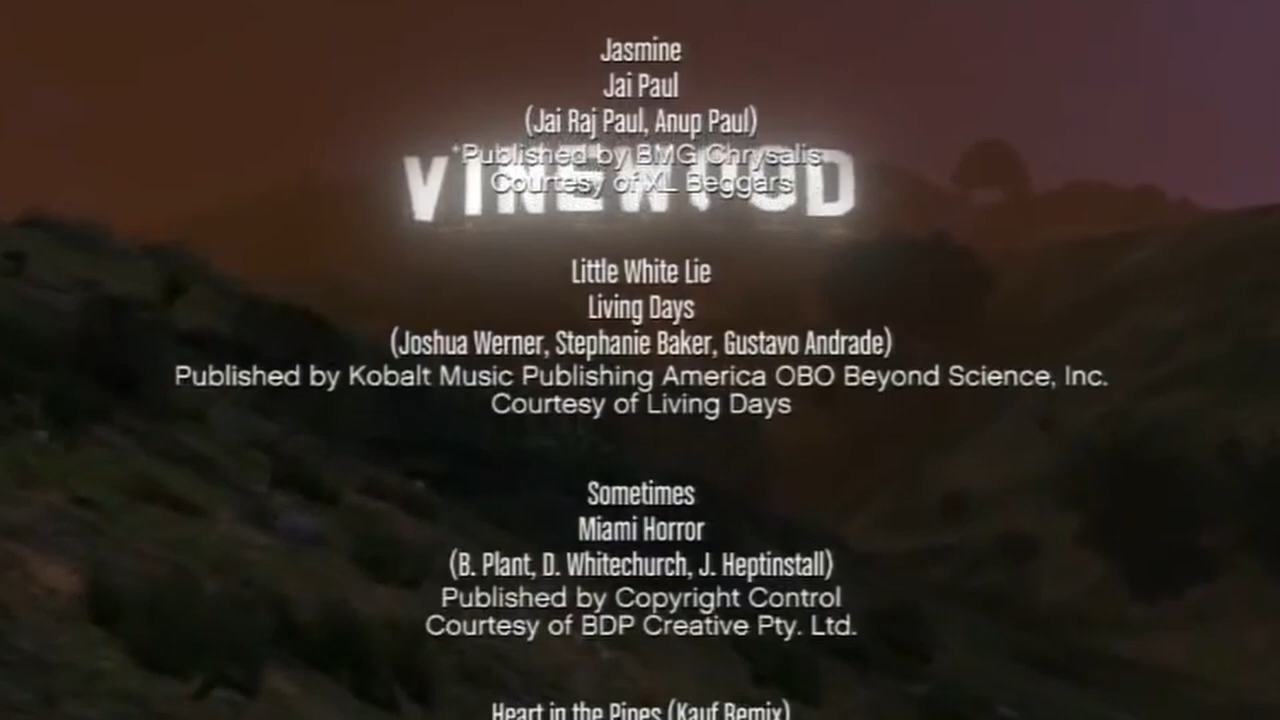 Jasmine
Jai Paul
(Jai Raj Paul, Anup Paul)
*Published by BMG Chrysalis
Courtesy of XL Beggars
VINEWOOD
Little White Lie
Living Days
(Joshua Werner, Stephanie Baker, Gustavo Andrade)
Published by Kobalt Music Publishing America OBO Beyond Science, Inc.
Courtesy of Living Days
Sometimes
Miami Horror
(B. Plant, D. Whitechurch, J. Heptinstall)
Published by Copyright Control
Courtesy of BDP Creative Pty. Ltd.
Heart in the Pines (Kauf Remix)